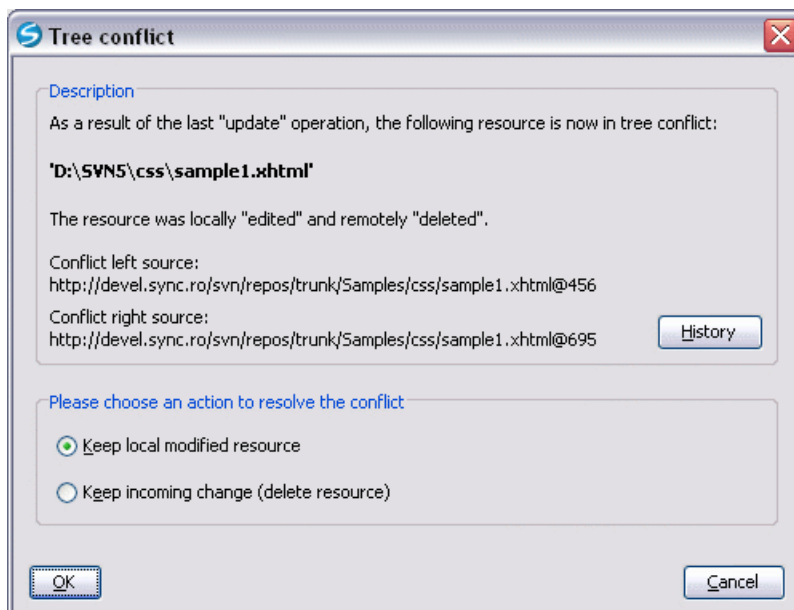 Tree conflict
Description
As a result of the last "update" operation, the following resource is now in tree conflict:
'D:\SVN5\css\sample1.xhtml'
The resource was locally "edited" and remotely "deleted".
Conflict left source:
http://devel.sync.ro/svn/repos/trunk/Samples/css/sample1.xhtml@456
Conflict right source:
http://devel.sync.ro/svn/repos/trunk/Samples/css/sample1.xhtml@695
History
Please choose an action to resolve the conflict
Keep local modified resource
Keep incoming change (delete resource)
OK
Cancel